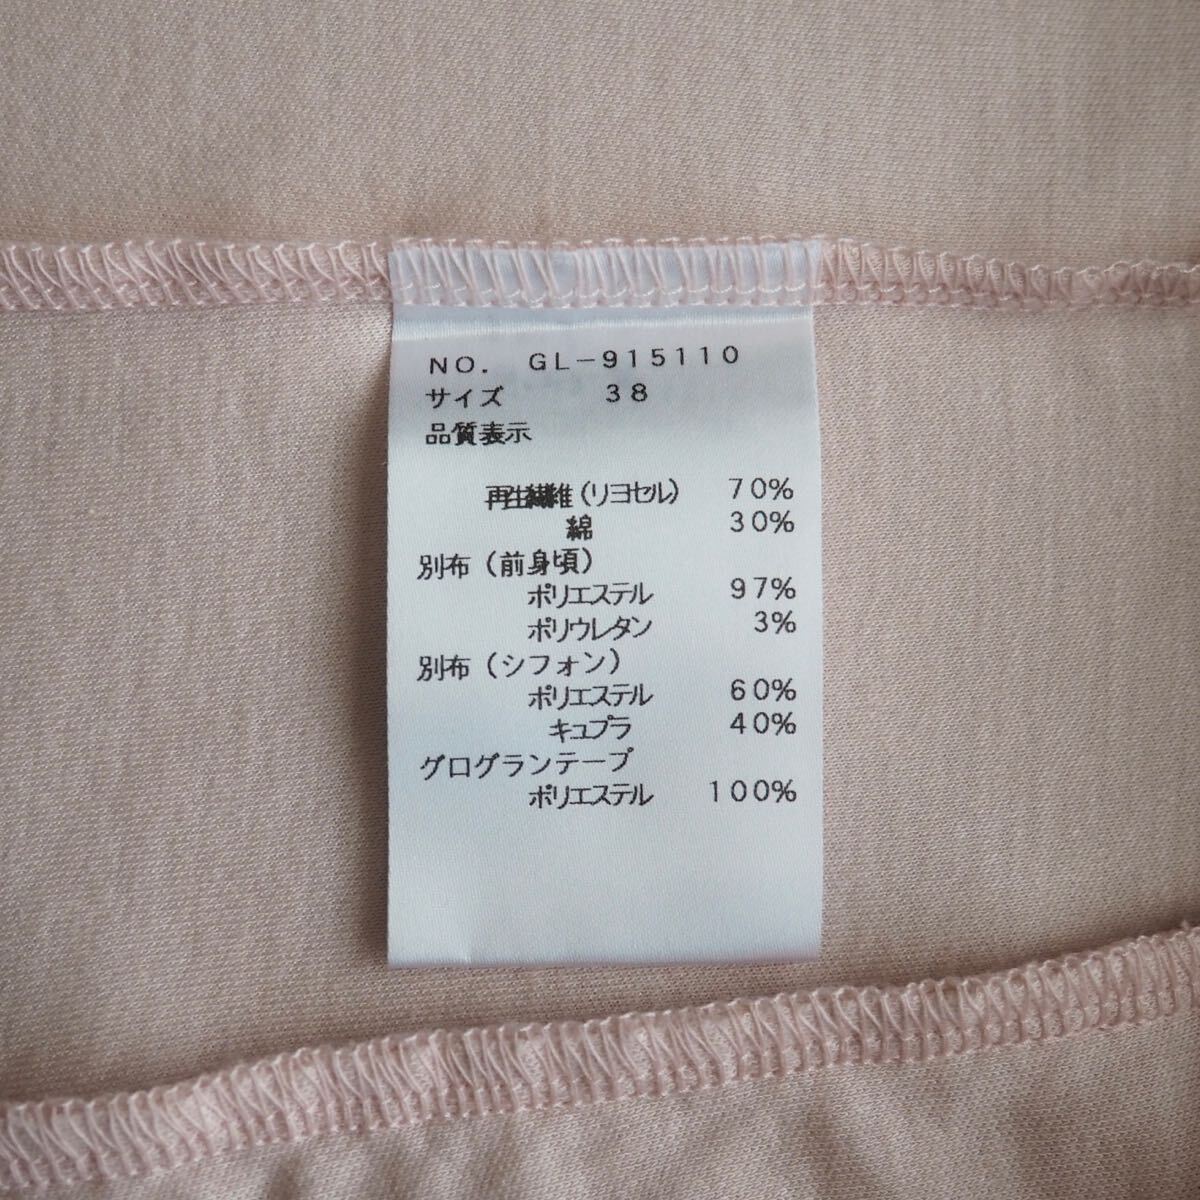 NO. GL-915110
サイズ 38
品質表示
再生繊維(リヨセル) 70%
綿 30%
別布(前身頃)
ポリエステル 97%
ポリウレタン 3%
別布(シフォン)
ポリエステル 60%
キュプラ 40%
グログランテープ
ポリエステル 100%